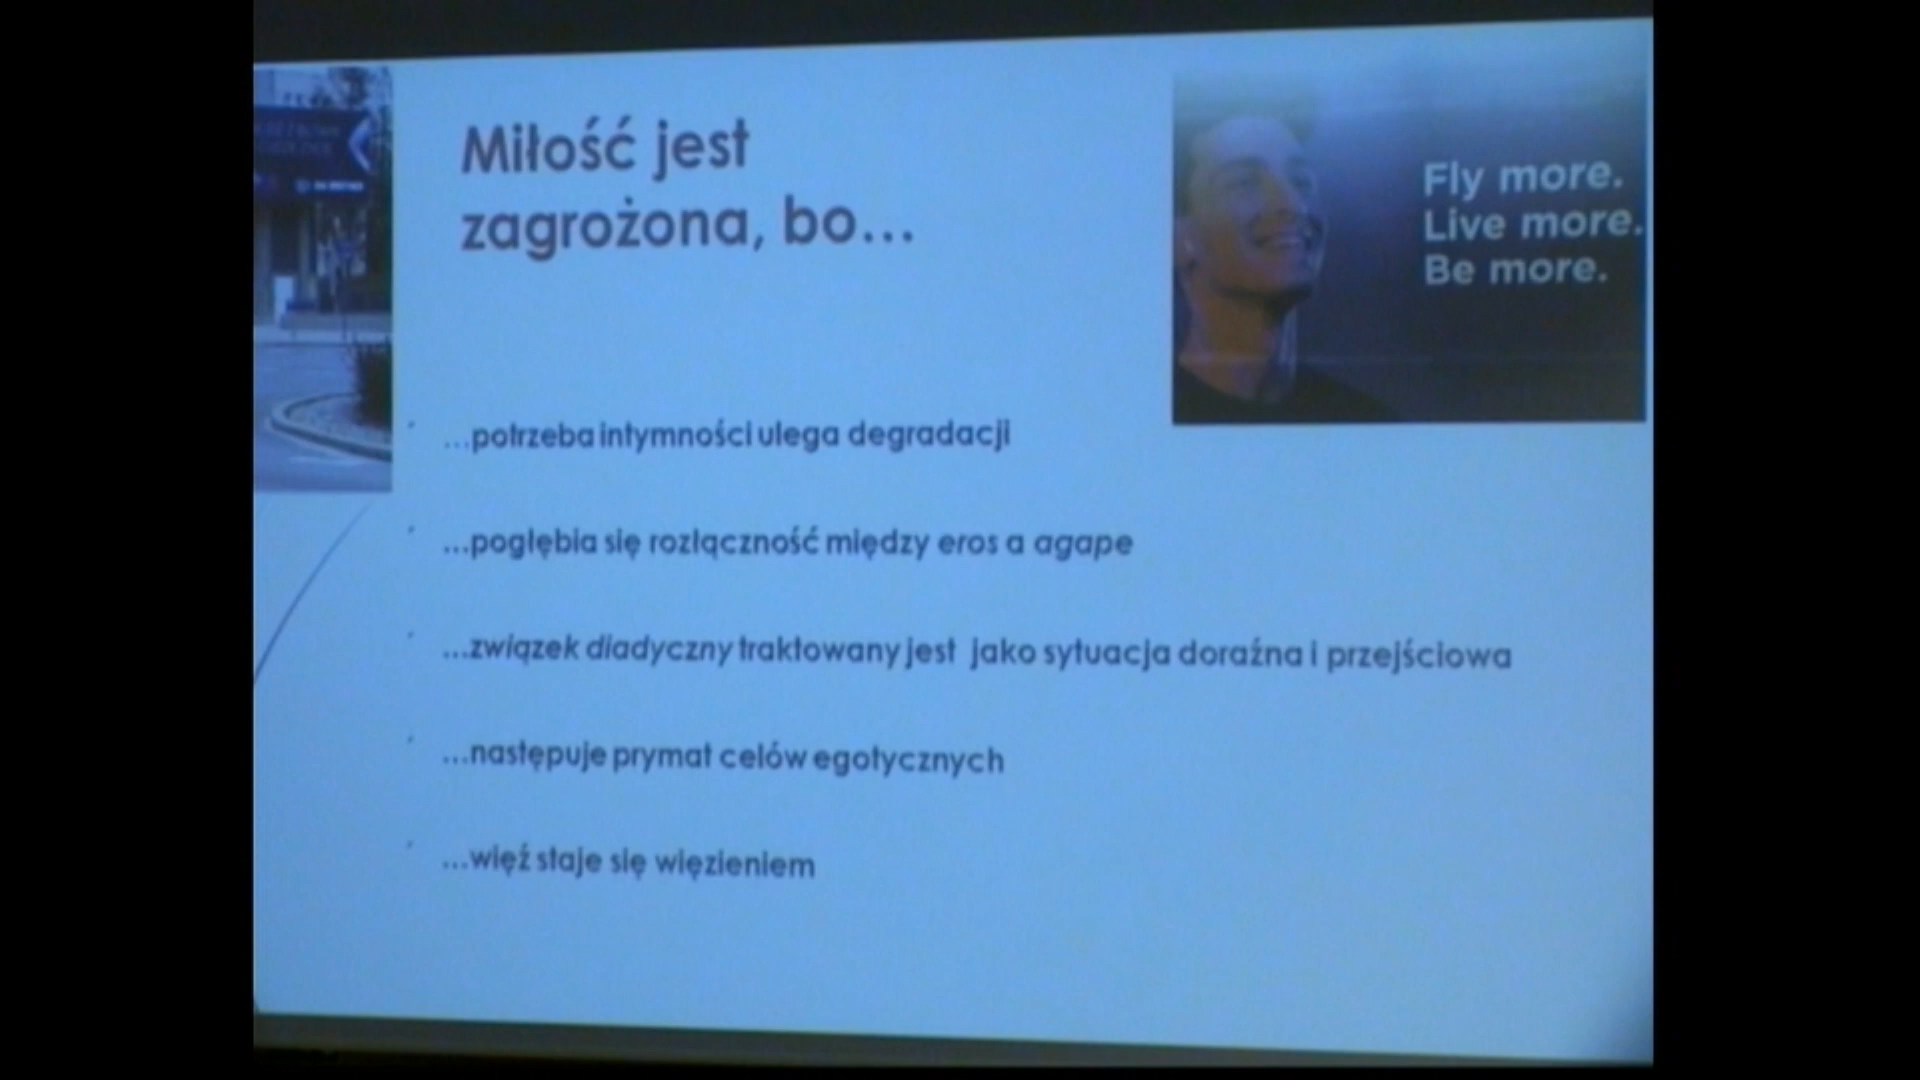 Miłość jest
zagrożona, bo...
Fly more.
Live more.
Be more.
...potrzeba intymności ulega degradacji
...pogłębia się rozłączność między eros a agape
...związek diadyczny traktowany jest jako sytuacja doraźna i przejściowa
...następuje prymat celów egotycznych
...więź staje się więzieniem